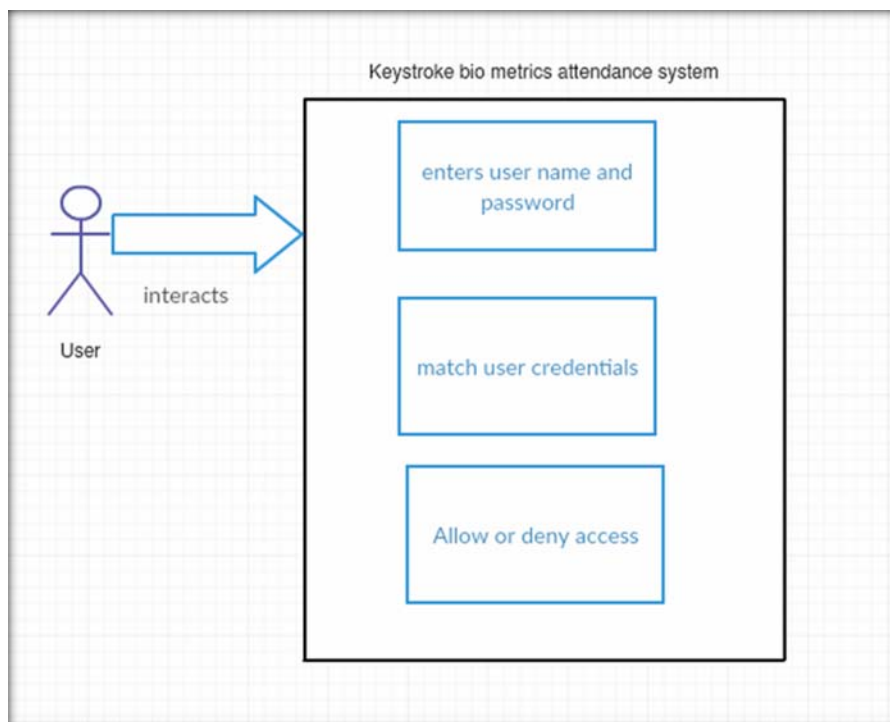 Keystroke bio metrics attendance system
enters user name and
password
interacts
User
match user credentials
Allow or deny access